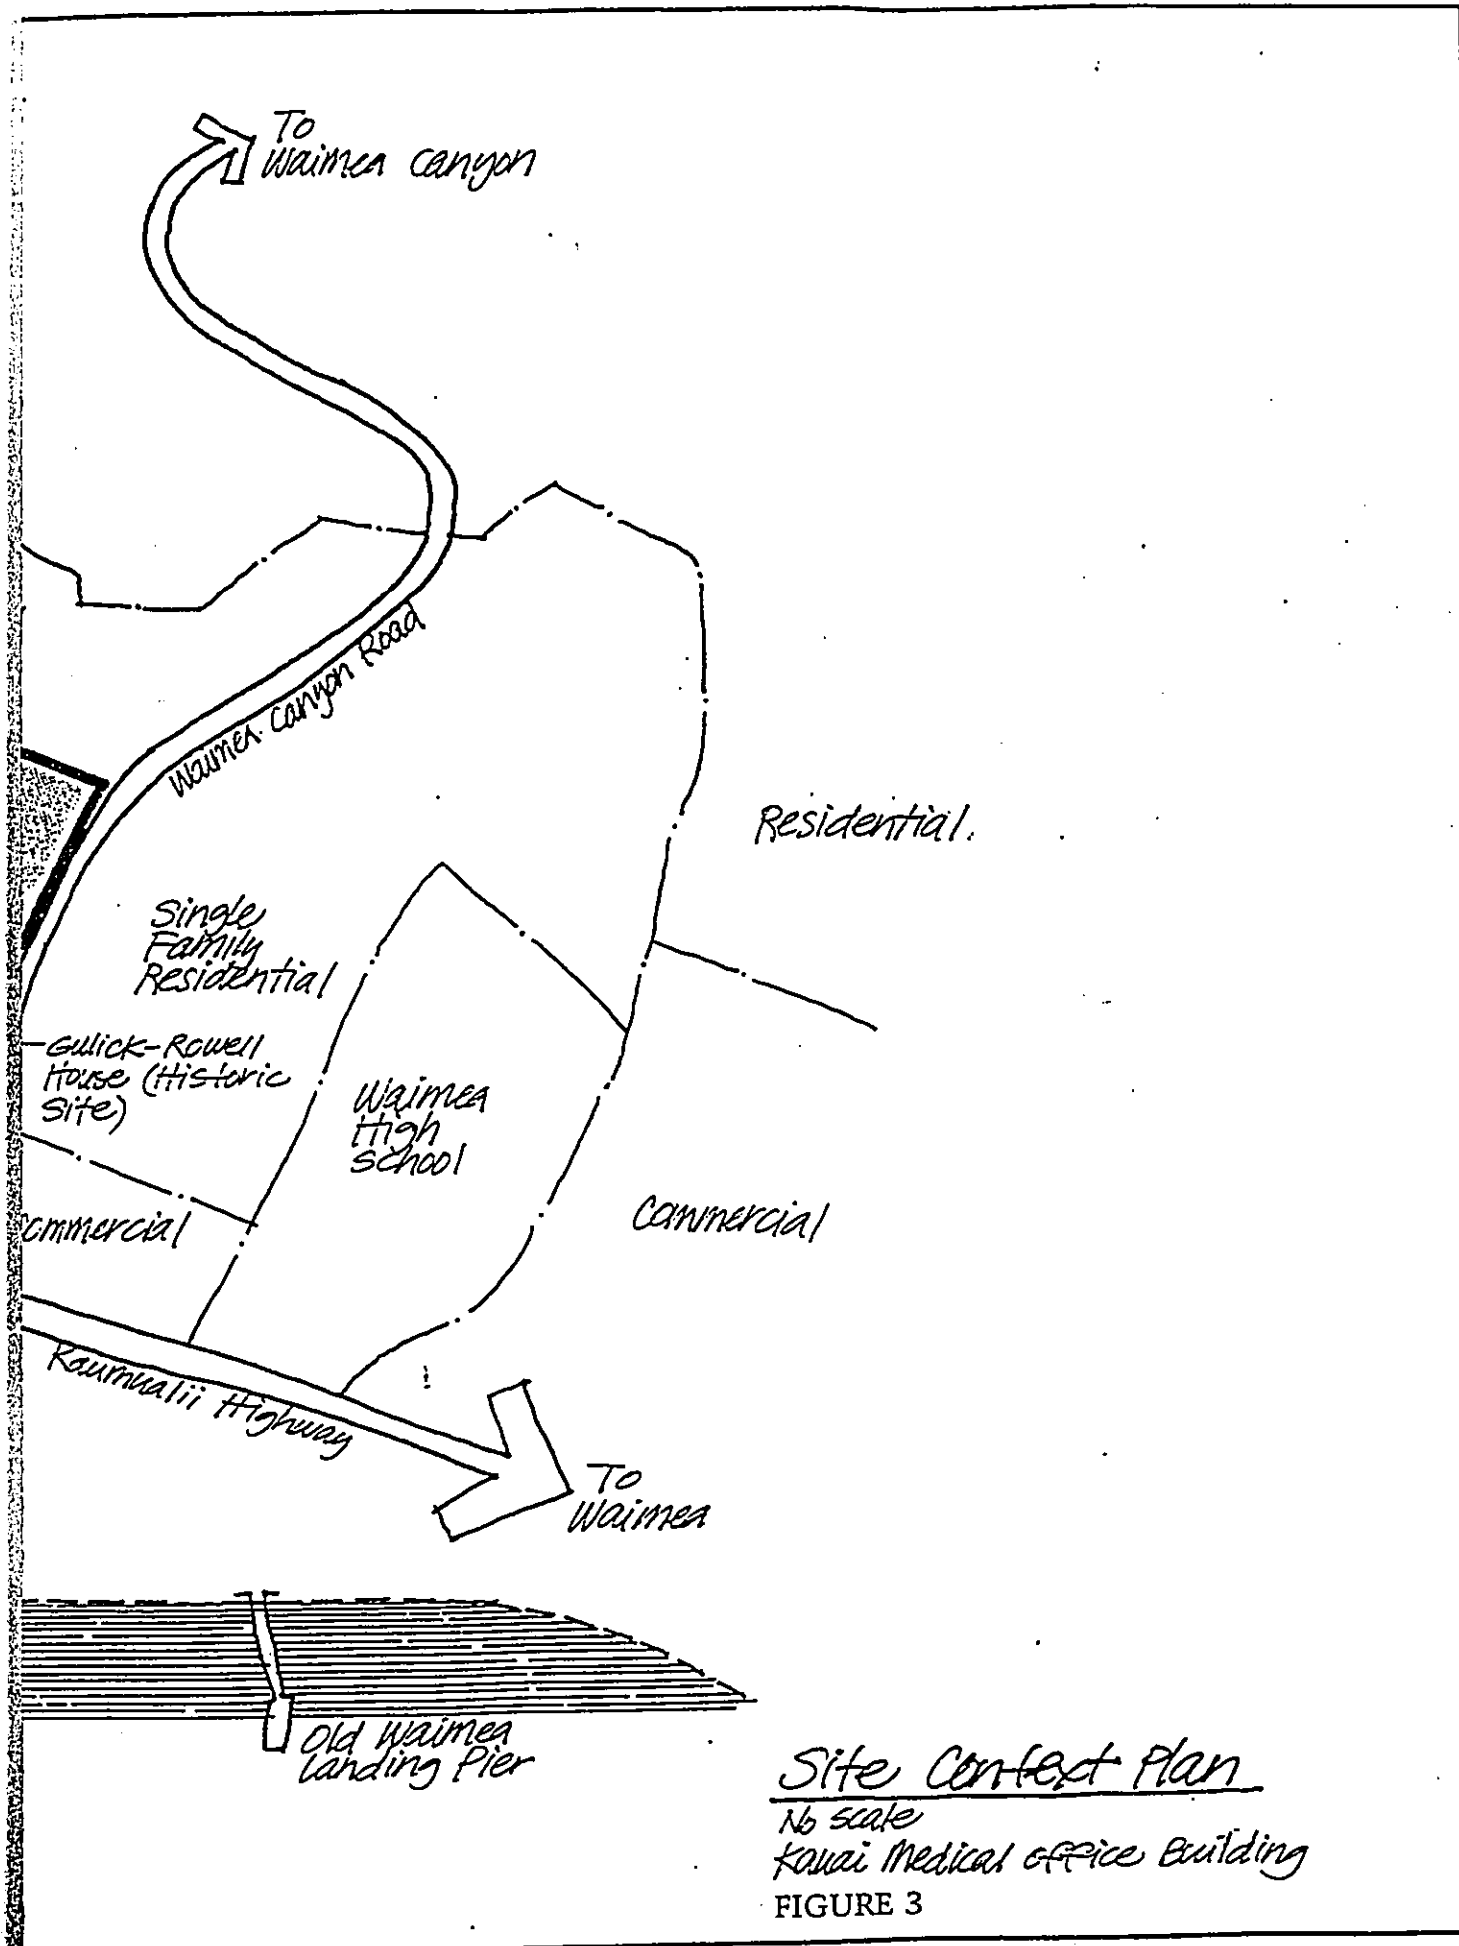 To
Waimea Canyon
Waimea Canyon Road
Residential
Single
Family
Residential
Gulick-Rowell
House (Historic
Site)
Waimea
High
School
ommercial
Commercial
Kaumualii Highway
To
Waimea
Old Waimea
Landing Pier
Site Context Plan
No scale
Kauai Medical Office Building
FIGURE 3